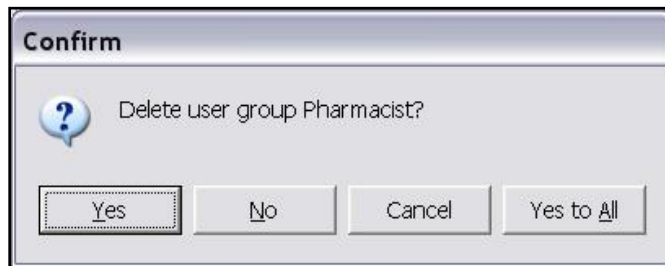 Confirm
Delete user group Pharmacist?
Yes No Cancel Yes to All